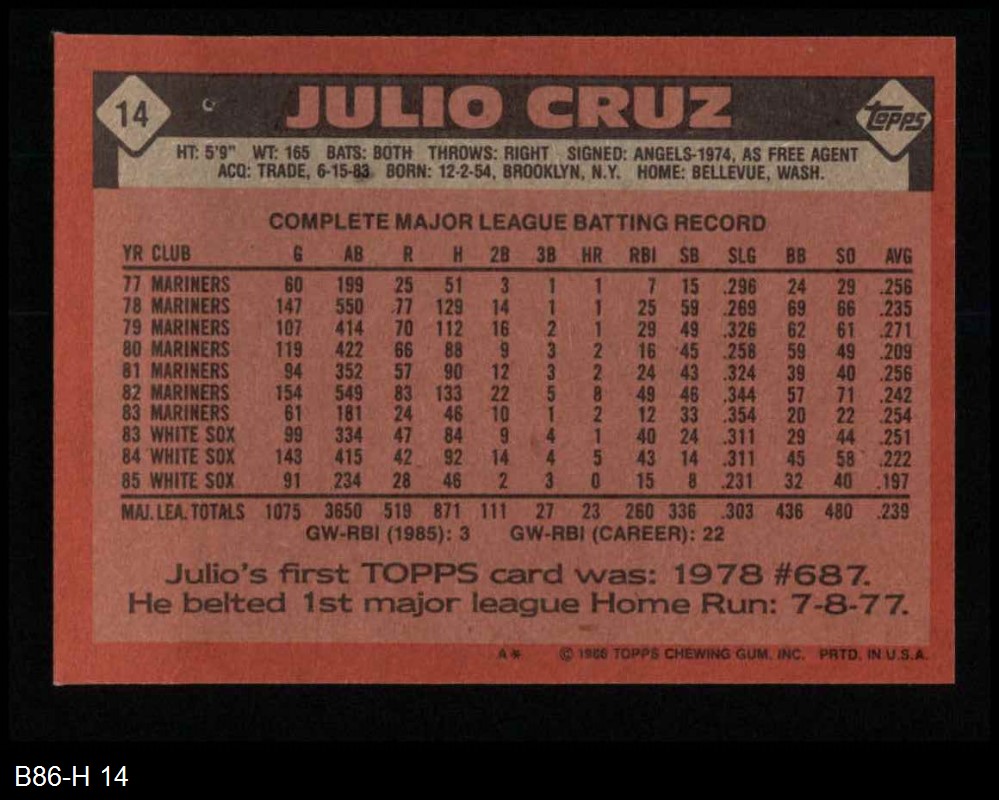 14
JULIO CRUZ
TOPPS
HT: 5'9" WT: 165 BATS: BOTH THROWS: RIGHT SIGNED: ANGELS-1974, AS FREE AGENT
ACQ: TRADE, 6-15-83 BORN: 12-2-54, BROOKLYN, N.Y. HOME: BELLEVUE, WASH.
COMPLETE MAJOR LEAGUE BATTING RECORD
YR CLUB G AB R H 2B 3B HR RBI SB SLG BB SO AVG
77 MARINERS 60 199 25 51 3 1 1 7 15 .296 24 29 .256
78 MARINERS 147 550 77 129 14 1 1 25 59 .269 69 66 .235
79 MARINERS 107 414 70 112 16 2 1 29 49 .326 62 61 .271
80 MARINERS 119 422 66 88 9 3 2 16 45 .258 59 49 .209
81 MARINERS 94 352 57 90 12 3 2 24 43 .324 39 40 .256
82 MARINERS 154 549 83 133 22 5 8 49 46 .344 57 71 .242
83 MARINERS 61 181 24 46 10 1 2 12 33 .354 20 22 .254
83 WHITE SOX 99 334 47 84 9 4 1 40 24 .311 29 44 .251
84 WHITE SOX 143 415 42 92 14 4 5 43 14 .311 45 58 .222
85 WHITE SOX 91 234 28 46 2 3 0 15 8 .231 32 40 .197
MAJ. LEA. TOTALS 1075 3650 519 871 111 27 23 260 336 .303 436 480 .239
GW-RBI (1985): 3 GW-RBI (CAREER): 22
Julio's first TOPPS card was: 1978 #687.
He belted 1st major league Home Run: 7-8-77.
A* © 1986 TOPPS CHEWING GUM, INC. PRTD. IN U.S.A.
B86-H 14